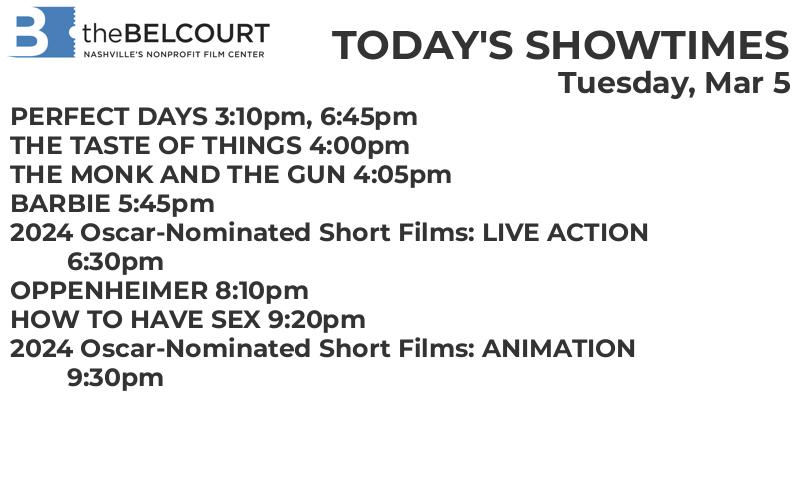 B theBELCOURT
NASHVILLE'S NONPROFIT FILM CENTER
TODAY'S SHOWTIMES
Tuesday, Mar 5
PERFECT DAYS 3:10pm, 6:45pm
THE TASTE OF THINGS 4:00pm
THE MONK AND THE GUN 4:05pm
BARBIE 5:45pm
2024 Oscar-Nominated Short Films: LIVE ACTION
6:30pm
OPPENHEIMER 8:10pm
HOW TO HAVE SEX 9:20pm
2024 Oscar-Nominated Short Films: ANIMATION
9:30pm